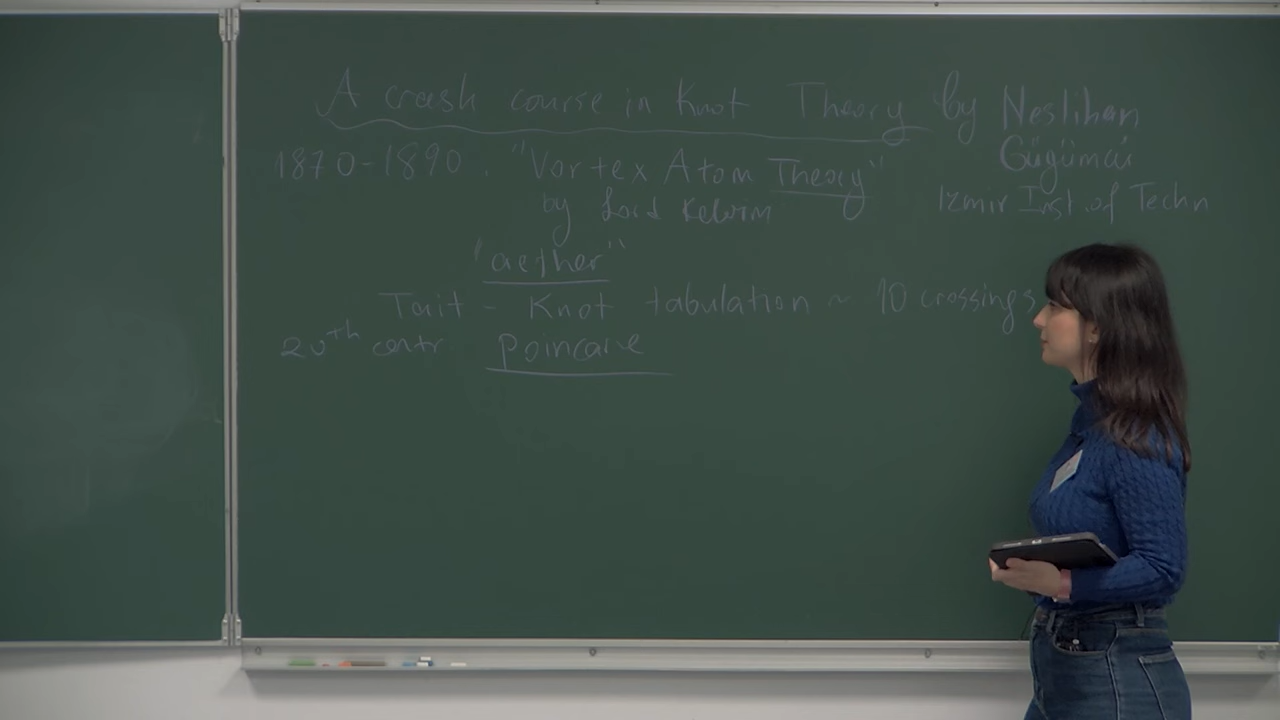 A crash course in Knot Theory by Neslihan
Gügümcü
1870-1890. "Vortex Atom Theory"
Izmir Inst. of Techn
by Lord Kelvin
"aether"
Tait - Knot tabulation ~ 10 crossings
20th centr. Poincare